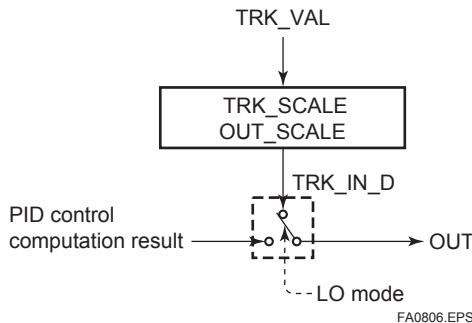 TRK_VAL
TRK_SCALE
OUT_SCALE
TRK_IN_D
PID control
computation result
OUT
LO mode
FA0806.EPS